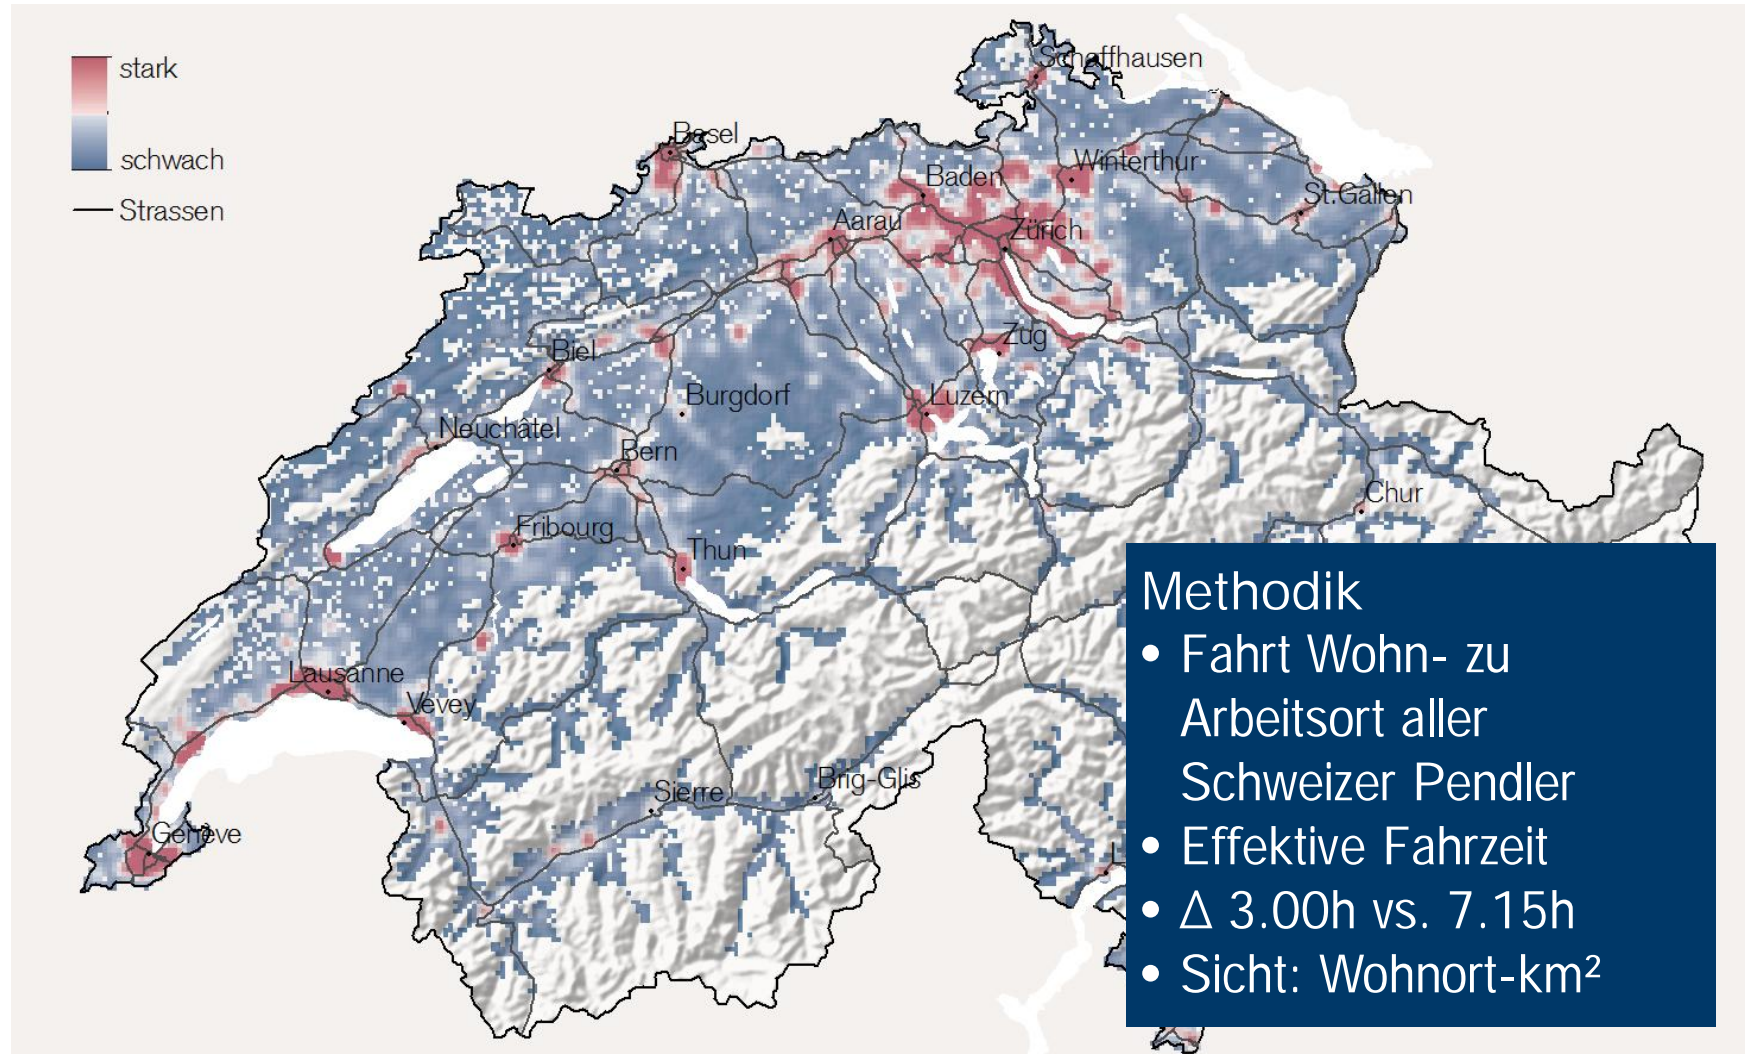 stark
schwach
Strassen
Schaffhausen
Basel
Winterthur
Baden
St.Gallen
Aarau
Zürich
Zug
Biel
Burgdorf
Luzern
Neuchâtel
Bern
Chur
Fribourg
Thun
Lausanne
Vevey
Brig-Glis
Sierre
Genève
Methodik
• Fahrt Wohn- zu
Arbeitsort aller
Schweizer Pendler
• Effektive Fahrzeit
• Δ 3.00h vs. 7.15h
• Sicht: Wohnort-km²